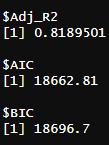 $Adj_R2
[1] 0.8189501
$AIC
[1] 18662.81
$BIC
[1] 18696.7